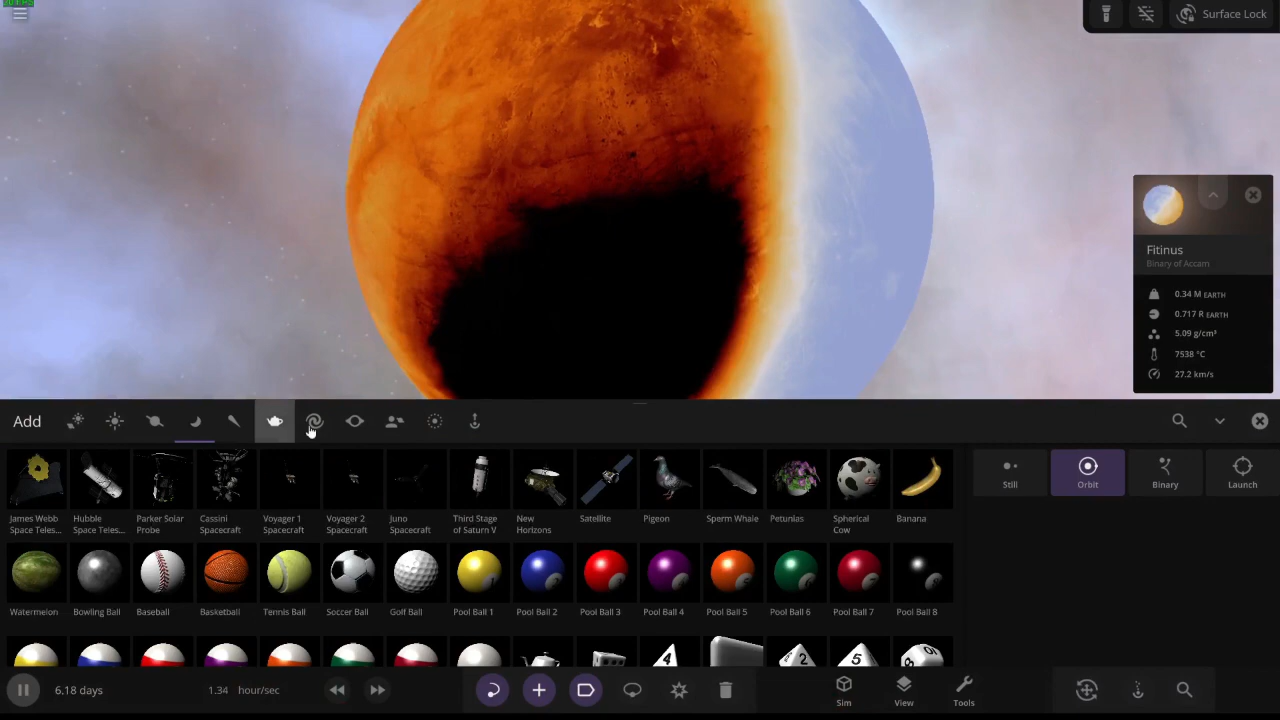 Surface Lock
Fitinus
Binary of Accam
0.34 M EARTH
0.717 R EARTH
5.09 g/cm³
7538 °C
27.2 km/s
Add
Still
Orbit
Binary
Launch
James Webb Space Teles...
Hubble Space Teles...
Parker Solar Probe
Cassini Spacecraft
Voyager 1 Spacecraft
Voyager 2 Spacecraft
Juno Spacecraft
Third Stage of Saturn V
New Horizons
Satellite
Pigeon
Sperm Whale
Petunias
Spherical Cow
Banana
Watermelon
Bowling Ball
Baseball
Basketball
Tennis Ball
Soccer Ball
Golf Ball
Pool Ball 1
Pool Ball 2
Pool Ball 3
Pool Ball 4
Pool Ball 5
Pool Ball 6
Pool Ball 7
Pool Ball 8
4
2
5
6.18 days
1.34 hour/sec
Sim
View
Tools